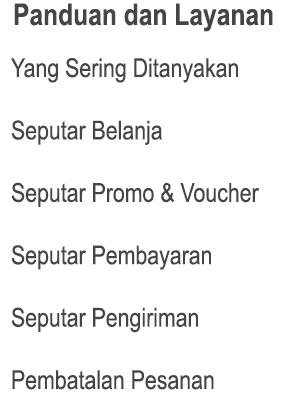 Panduan dan Layanan
Yang Sering Ditanyakan
Seputar Belanja
Seputar Promo & Voucher
Seputar Pembayaran
Seputar Pengiriman
Pembatalan Pesanan